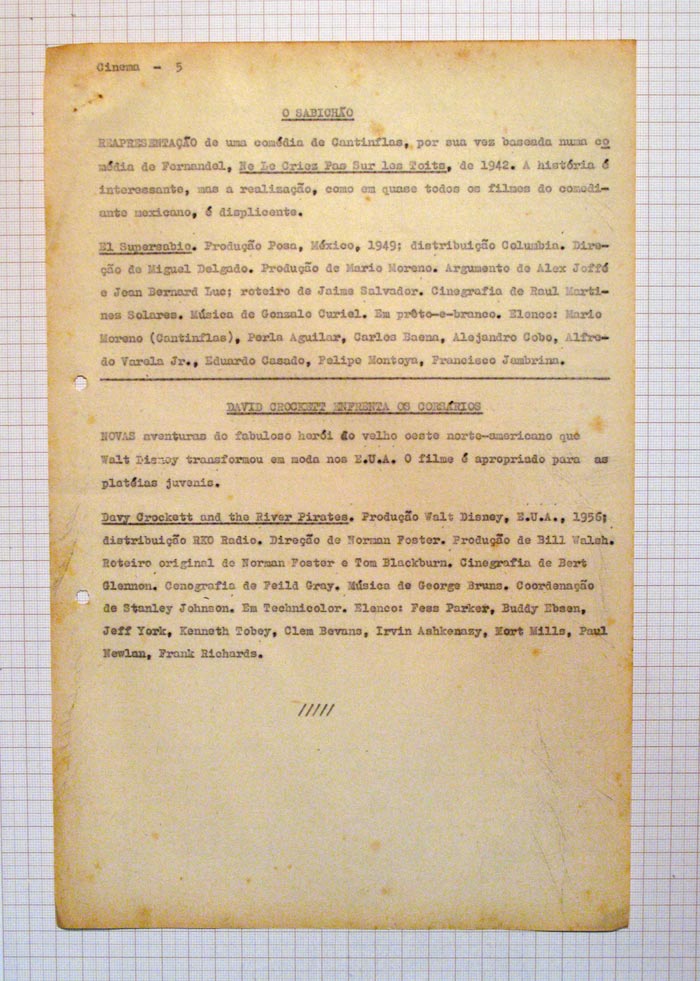 Cinema - 5
O SABICHÃO
REAPRESENTAÇÃO de uma comédia de Cantinflas, por sua vez baseada numa co
média de Fernandel, Ne Le Criez Pas Sur les Toits, de 1942. A história é
interessante, mas a realização, como em quase todos os filmes do comedi-
ante mexicano, é displicente.
El Supersabio. Produção Posa, México, 1949; distribuição Columbia. Dire-
ção de Miguel Delgado. Produção de Mario Moreno. Argumento de Alex Joffé
e Jean Bernard Luc; roteiro de Jaime Salvador. Cinegrafia de Raul Marti-
nes Solares. Música de Gonzalo Curiel. Em prêto-e-branco. Elenco: Mario
Moreno (Cantinflas), Perla Aguilar, Carlos Baena, Alejandro Cobo, Alfre-
do Varela Jr., Eduardo Casado, Felipe Montoya, Francisco Jambrina.
DAVID CROCKETT ENFRENTA OS CORSÁRIOS
NOVAS aventuras do fabuloso herói do velho oeste norte-americano que
Walt Disney transformou em moda nos E.U.A. O filme é apropriado para as
platéias juvenis.
Davy Crockett and the River Pirates. Produção Walt Disney, E.U.A., 1956;
distribuição RKO Radio. Direção de Norman Foster. Produção de Bill Walsh.
Roteiro original de Norman Foster e Tom Blackburn. Cinegrafia de Bert
Glennon. Cenografia de Feild Gray. Música de George Bruns. Coordenação
de Stanley Johnson. Em Technicolor. Elenco: Fess Parker, Buddy Ebsen,
Jeff York, Kenneth Tobey, Clem Bevans, Irvin Ashkenazy, Mort Mills, Paul
Newlan, Frank Richards.
/////